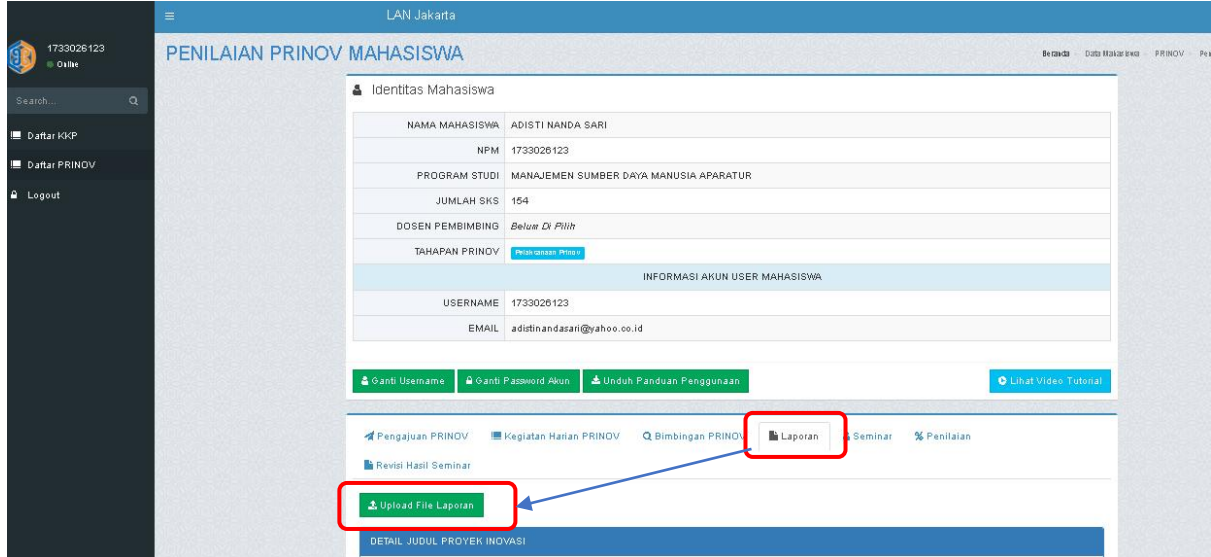 LAN Jakarta
1733026123
Online
Search...
Daftar KKP
Daftar PRINOV
Logout
PENILAIAN PRINOV MAHASISWA
Beranda
Data Mahasiswa
PRINOV
Identitas Mahasiswa
NAMA MAHASISWA ADISTI NANDA SARI
NPM 1733026123
PROGRAM STUDI MANAJEMEN SUMBER DAYA MANUSIA APARATUR
JUMLAH SKS 154
DOSEN PEMBIMBING Belum Di Pilih
TAHAPAN PRINOV Pelaksanaan Prinov
INFORMASI AKUN USER MAHASISWA
USERNAME 1733026123
EMAIL adistinandasari@yahoo.co.id
Ganti Username Ganti Password Akun Unduh Panduan Penggunaan Lihat Video Tutorial
Pengajuan PRINOV Kegiatan Harian PRINOV Bimbingan PRINOV Laporan Seminar % Penilaian
Revisi Hasil Seminar
Upload File Laporan
DETAIL JUDUL PROYEK INOVASI